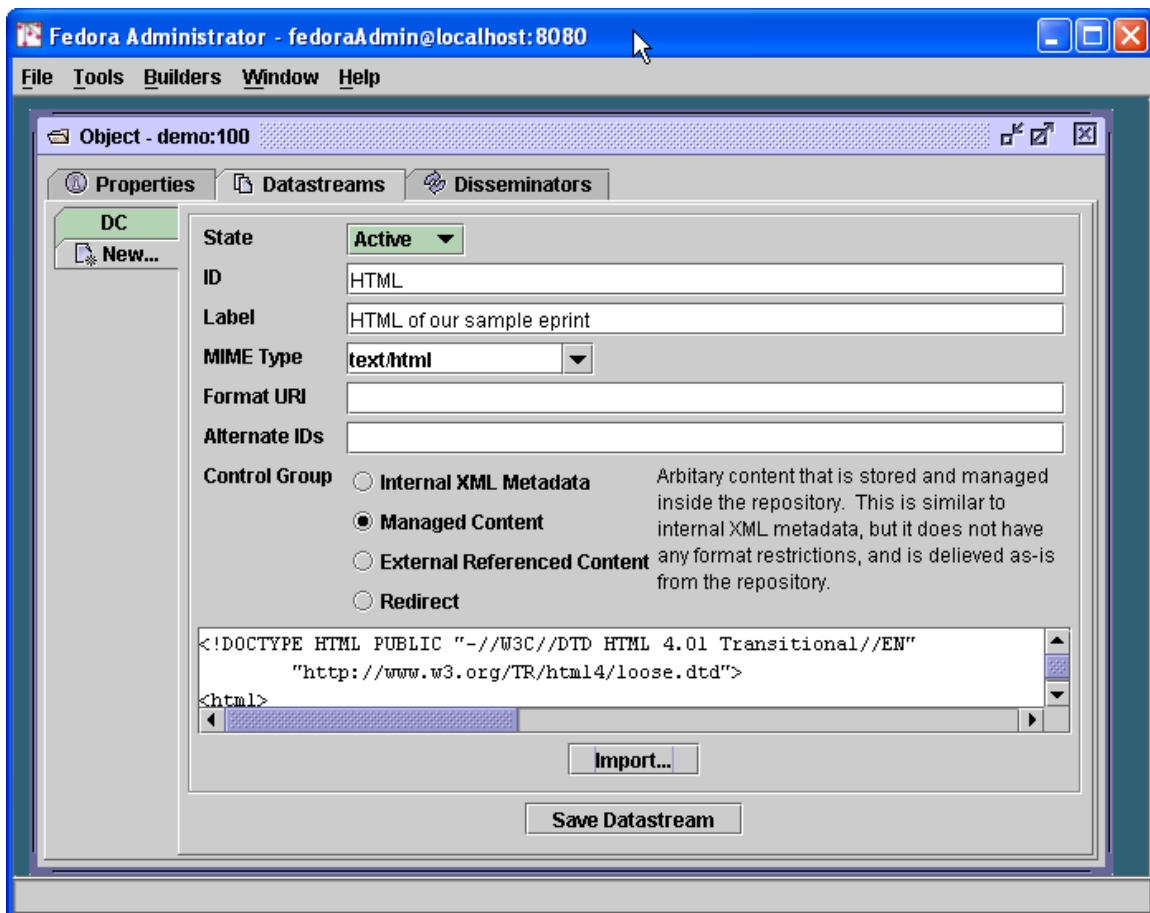 Fedora Administrator - fedoraAdmin@localhost:8080
File Tools Builders Window Help
Object - demo:100
Properties Datastreams Disseminators
DC
New...
State Active
ID HTML
Label HTML of our sample eprint
MIME Type text/html
Format URI
Alternate IDs
Control Group
Internal XML Metadata
Managed Content
External Referenced Content
Redirect
Arbitary content that is stored and managed
inside the repository. This is similar to
internal XML metadata, but it does not have
any format restrictions, and is delieved as-is
from the repository.
<!DOCTYPE HTML PUBLIC "-//W3C//DTD HTML 4.01 Transitional//EN"
"http://www.w3.org/TR/html4/loose.dtd">
<html>
Import...
Save Datastream